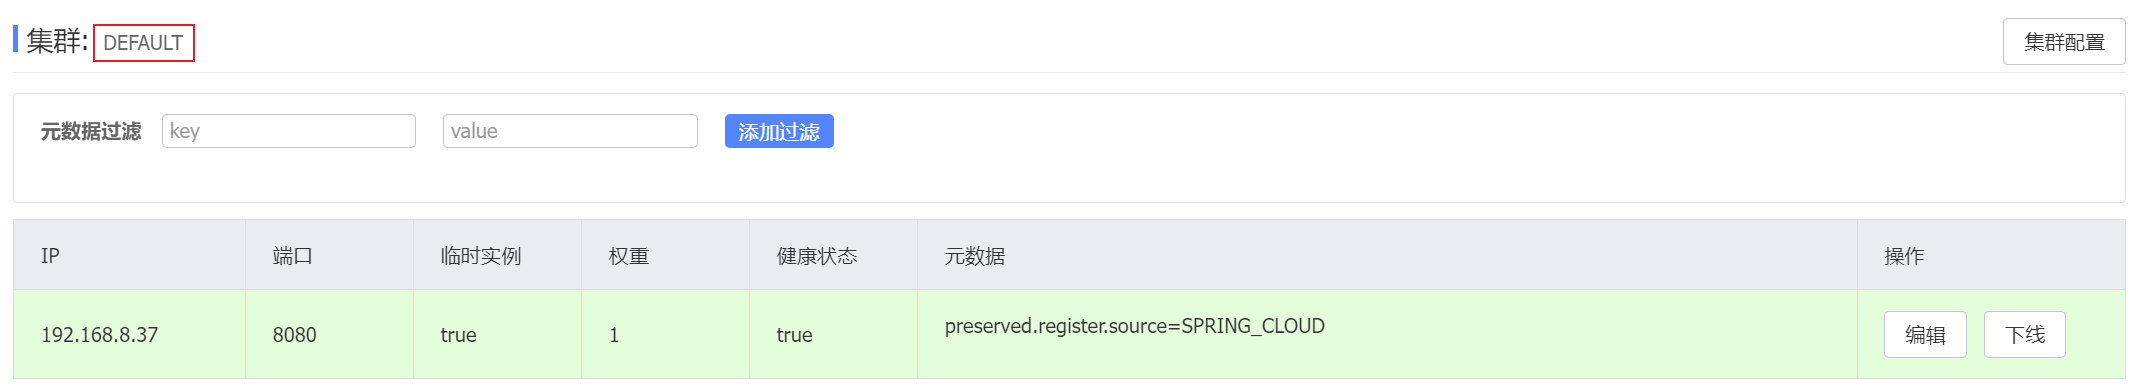 集群: DEFAULT 集群配置
元数据过滤 key value 添加过滤
IP 端口 临时实例 权重 健康状态 元数据 操作
192.168.8.37 8080 true 1 true preserved.register.source=SPRING_CLOUD 编辑 下线